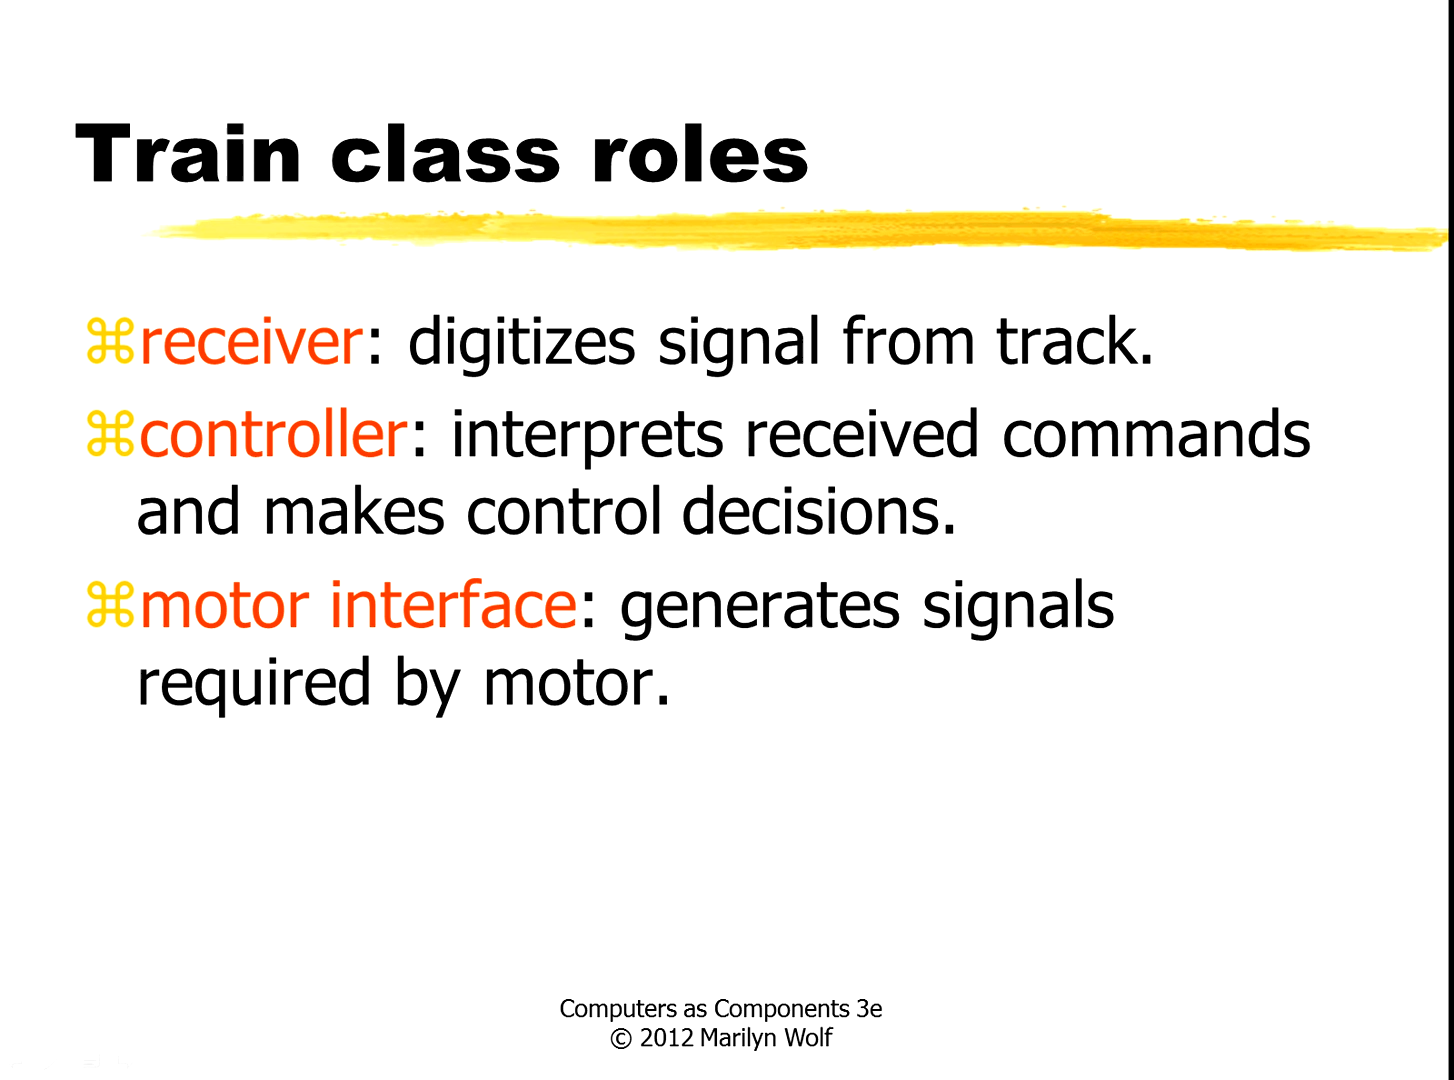 Train class roles
⌘receiver: digitizes signal from track.
⌘controller: interprets received commands
and makes control decisions.
⌘motor interface: generates signals
required by motor.
Computers as Components 3e
© 2012 Marilyn Wolf